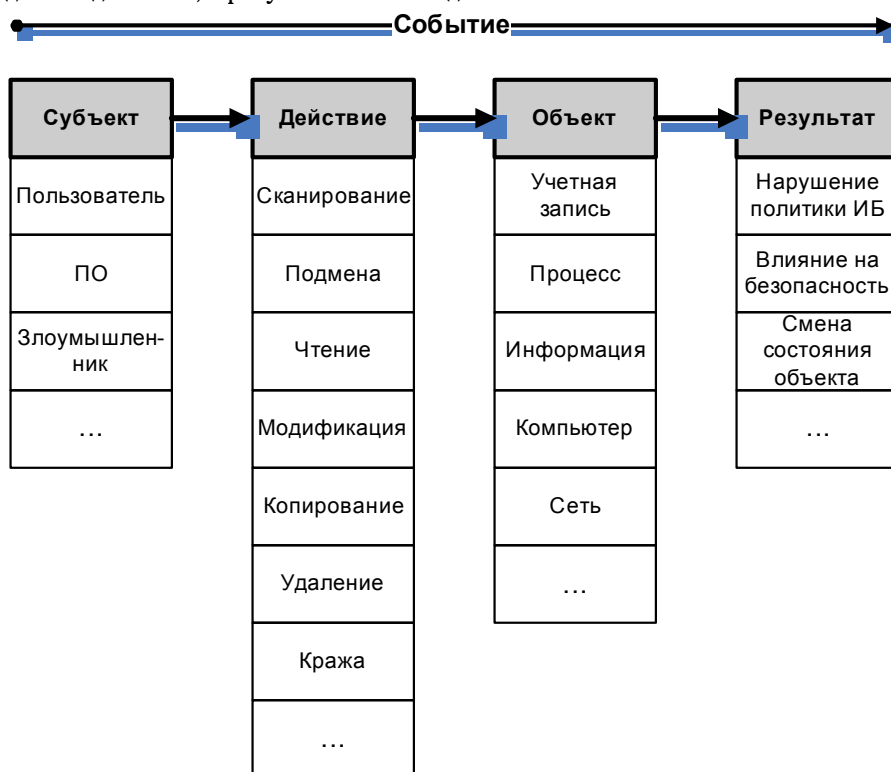 Событие
Субъект
Действие
Объект
Результат
Пользователь
ПО
Злоумышлен-
ник
...
Сканирование
Подмена
Чтение
Модификация
Копирование
Удаление
Кража
...
Учетная
запись
Процесс
Информация
Компьютер
Сеть
...
Нарушение
политики ИБ
Влияние на
безопасность
Смена
состояния
объекта
...